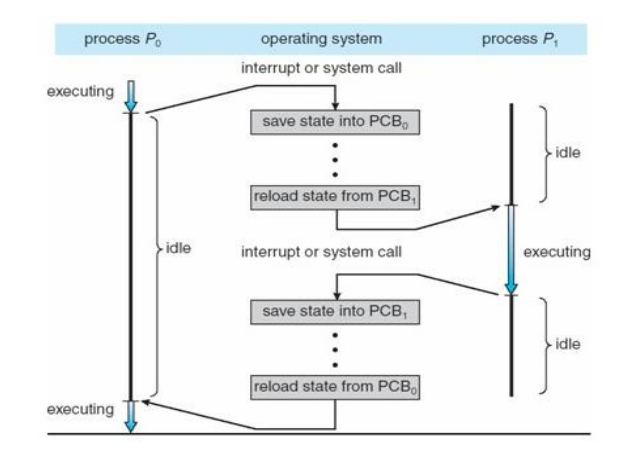 process P₀ operating system process P₁
interrupt or system call
executing
save state into PCB₀
idle
reload state from PCB₁
idle
interrupt or system call
executing
save state into PCB₁
idle
reload state from PCB₀
executing